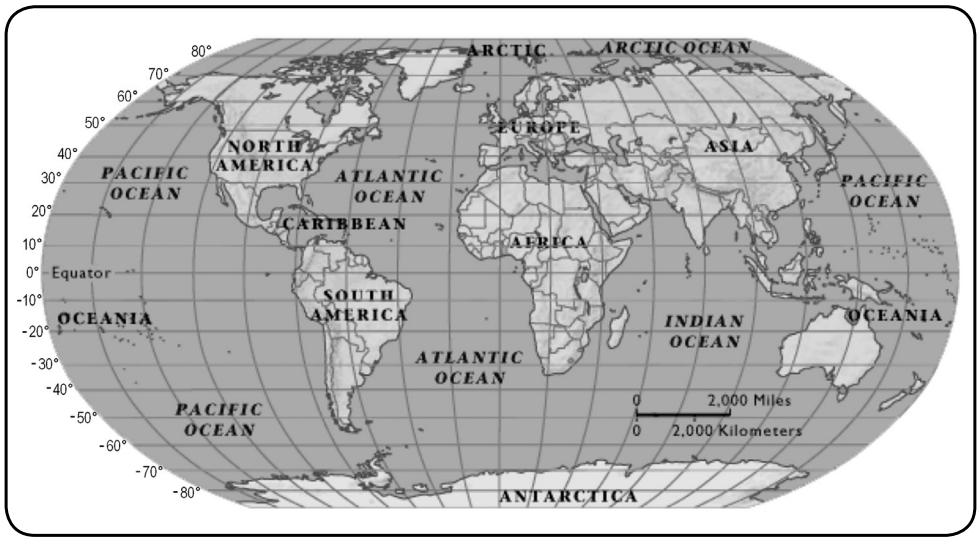 ARCTIC
ARCTIC OCEAN
80°
70°
60°
50°
EUROPE
NORTH
AMERICA
ASIA
40°
PACIFIC
OCEAN
30°
ATLANTIC
OCEAN
PACIFIC
OCEAN
20°
CARIBBEAN
10°
AFRICA
0°
Equator
-10°
SOUTH
AMERICA
OCEANIA
OCEANIA
-20°
INDIAN
OCEAN
-30°
ATLANTIC
OCEAN
-40°
0 2,000 Miles
0 2,000 Kilometers
-50°
PACIFIC
OCEAN
-60°
-70°
-80°
ANTARCTICA